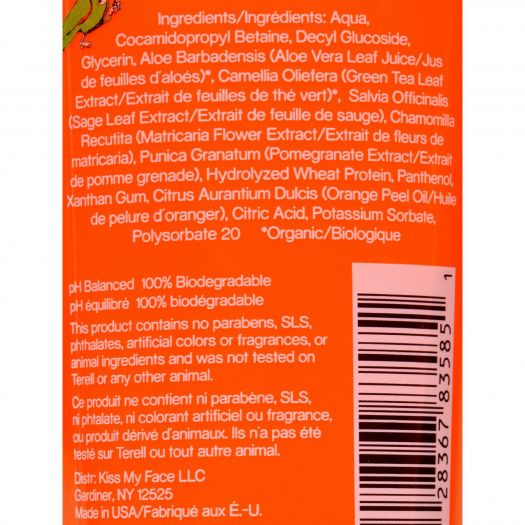 Ingredients/Ingrédients: Aqua,
Cocamidopropyl Betaine, Decyl Glucoside,
Glycerin, Aloe Barbadensis (Aloe Vera Leaf Juice/Jus
de feuilles d'aloés)*, Camellia Oliefera (Green Tea Leaf
Extract/Extrait de feuilles de thé vert)*, Salvia Officinalis
(Sage Leaf Extract/Extrait de feuille de sauge), Chamomilla
Recutita (Matricaria Flower Extract/Extrait de fleurs de
matricaria), Punica Granatum (Pomegranate Extract/Extrait
de pomme grenade), Hydrolyzed Wheat Protein, Panthenol,
Xanthan Gum, Citrus Aurantium Dulcis (Orange Peel Oil/Huile
de pelure d'oranger), Citric Acid, Potassium Sorbate,
Polysorbate 20 *Organic/Biologique
pH Balanced 100% Biodegradable
pH équilibré 100% biodégradable
This product contains no parabens, SLS,
phthalates, artificial colors or fragrances, or
animal ingredients and was not tested on
Terell or any other animal.
Ce produit ne contient ni parabène, SLS,
ni phtalate, ni colorant artificiel ou fragrance,
ou produit dérivé d'animaux. Ils n'a pas été
testé sur Terell ou tout autre animal.
Distr: Kiss My Face LLC
Gardiner, NY 12525
Made in USA/Fabriqué aux É.-U.
28367 83585 1